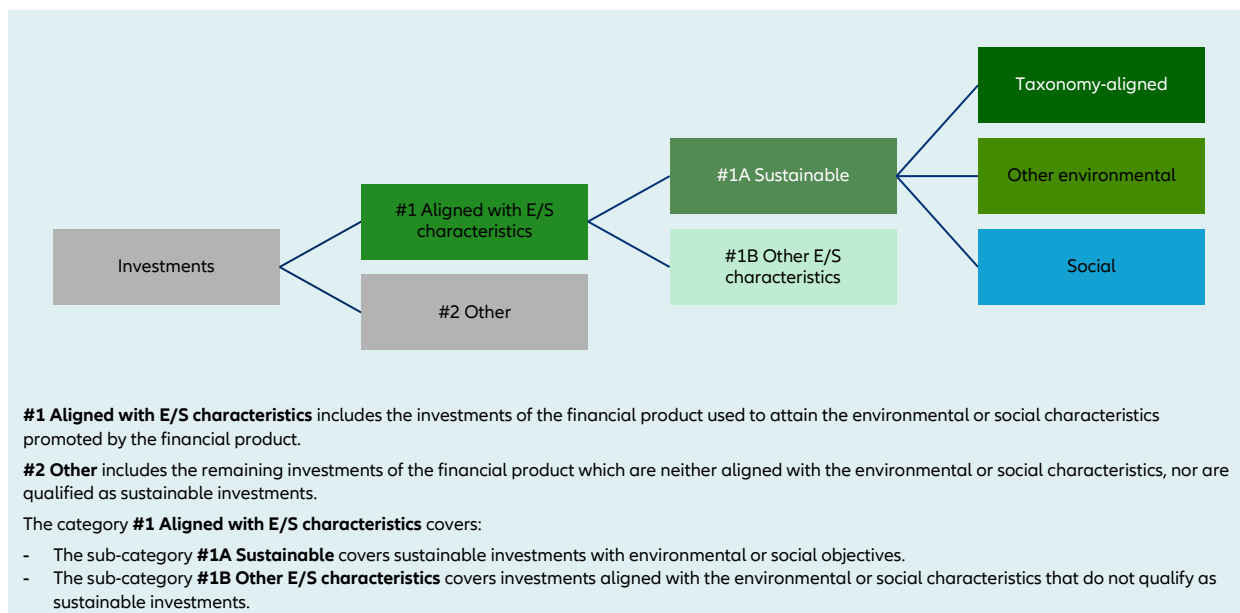 Taxonomy-aligned
#1A Sustainable
Other environmental
#1 Aligned with E/S
characteristics
#1B Other E/S
characteristics
Investments
Social
#2 Other
#1 Aligned with E/S characteristics includes the investments of the financial product used to attain the environmental or social characteristics
promoted by the financial product.
#2 Other includes the remaining investments of the financial product which are neither aligned with the environmental or social characteristics, nor are
qualified as sustainable investments.
The category #1 Aligned with E/S characteristics covers:
- The sub-category #1A Sustainable covers sustainable investments with environmental or social objectives.
- The sub-category #1B Other E/S characteristics covers investments aligned with the environmental or social characteristics that do not qualify as
sustainable investments.